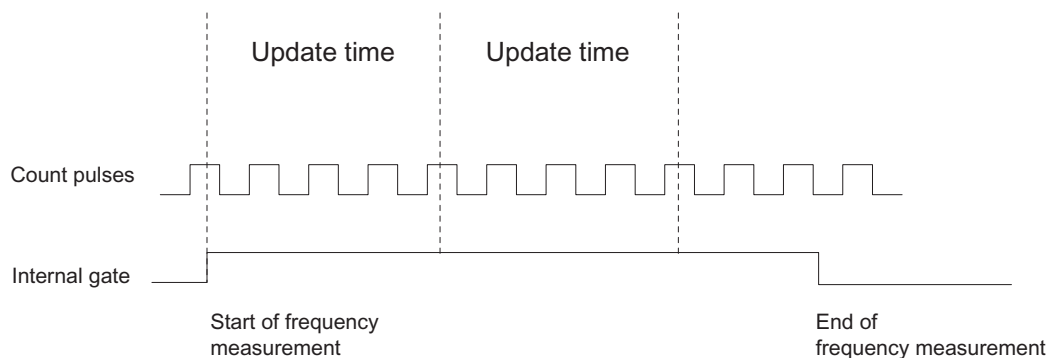 Update time
Update time
Count pulses
Internal gate
Start of frequency
measurement
End of
frequency measurement